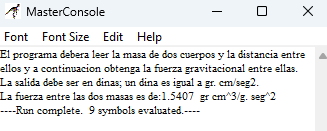 MasterConsole
Font Font Size Edit Help
El programa debera leer la masa de dos cuerpos y la distancia entre
ellos y a continuacion obtenga la fuerza gravitacional entre ellas.
La salida debe ser en dinas; un dina es igual a gr. cm/seg2.
La fuerza entre las dos masas es de:1.5407 gr cm^3/g. seg^2
----Run complete. 9 symbols evaluated.----